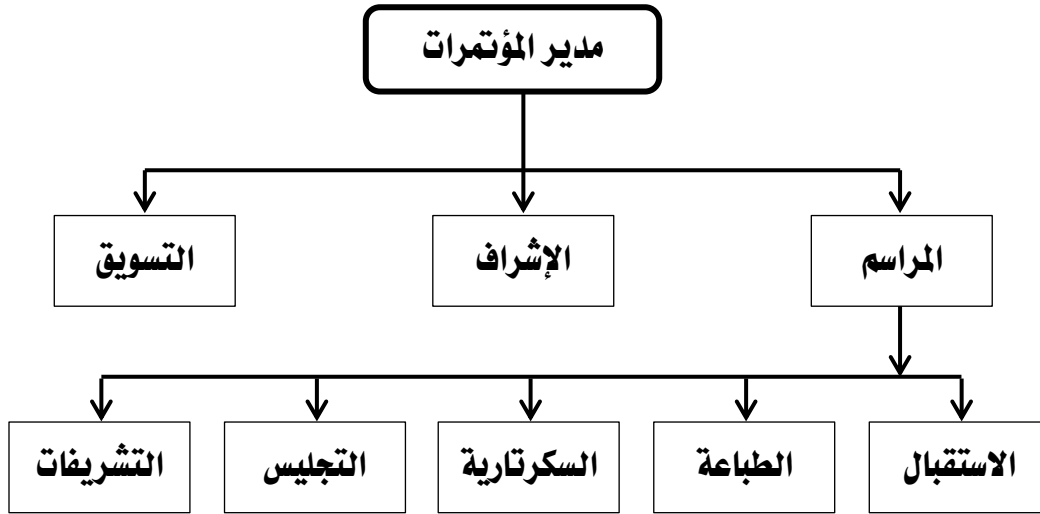 مدير المؤتمرات
المراسم
الإشراف
التسويق
الاستقبال
الطباعة
السكرتارية
التجليس
التشريفات